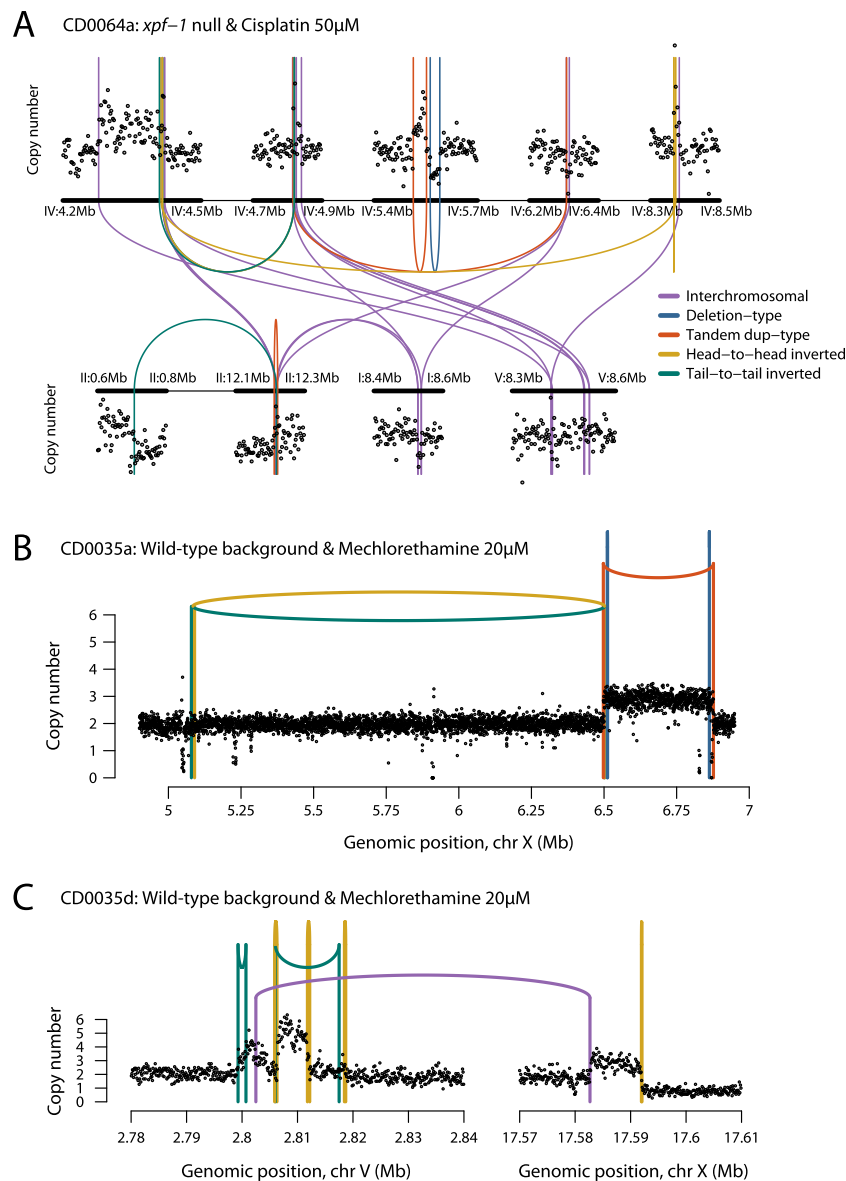 A
CD0064a: xpf−1 null & Cisplatin 50μM
Copy number
IV:4.2Mb IV:4.5Mb IV:4.7Mb IV:4.9Mb IV:5.4Mb IV:5.7Mb IV:6.2Mb IV:6.4Mb IV:8.3Mb IV:8.5Mb
Interchromosomal
Deletion−type
Tandem dup−type
Head−to−head inverted
Tail−to−tail inverted
II:0.6Mb II:0.8Mb II:12.1Mb II:12.3Mb I:8.4Mb I:8.6Mb V:8.3Mb V:8.6Mb
Copy number
B
CD0035a: Wild-type background & Mechlorethamine 20μM
Copy number
6
5
4
3
2
1
0
5 5.25 5.5 5.75 6 6.25 6.5 6.75 7
Genomic position, chr X (Mb)
C
CD0035d: Wild-type background & Mechlorethamine 20μM
Copy number
6
5
4
3
2
1
0
2.78 2.79 2.8 2.81 2.82 2.83 2.84 17.57 17.58 17.59 17.6 17.61
Genomic position, chr V (Mb) Genomic position, chr X (Mb)